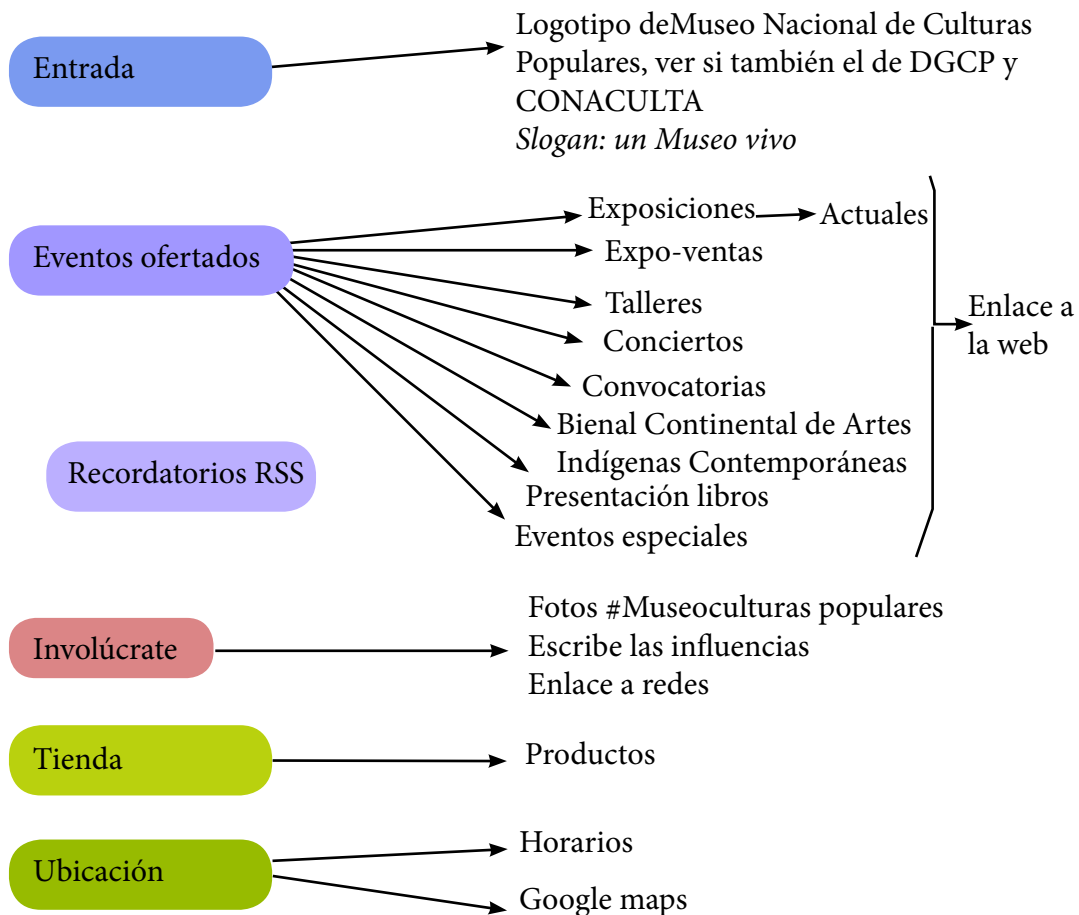 Entrada
Logotipo deMuseo Nacional de Culturas
Populares, ver si también el de DGCP y
CONACULTA
Slogan: un Museo vivo
Eventos ofertados
Exposiciones
Actuales
Expo-ventas
Talleres
Conciertos
Convocatorias
Bienal Continental de Artes
Indígenas Contemporáneas
Presentación libros
Eventos especiales
Enlace a
la web
Recordatorios RSS
Involúcrate
Fotos #Museoculturas populares
Escribe las influencias
Enlace a redes
Tienda
Productos
Ubicación
Horarios
Google maps